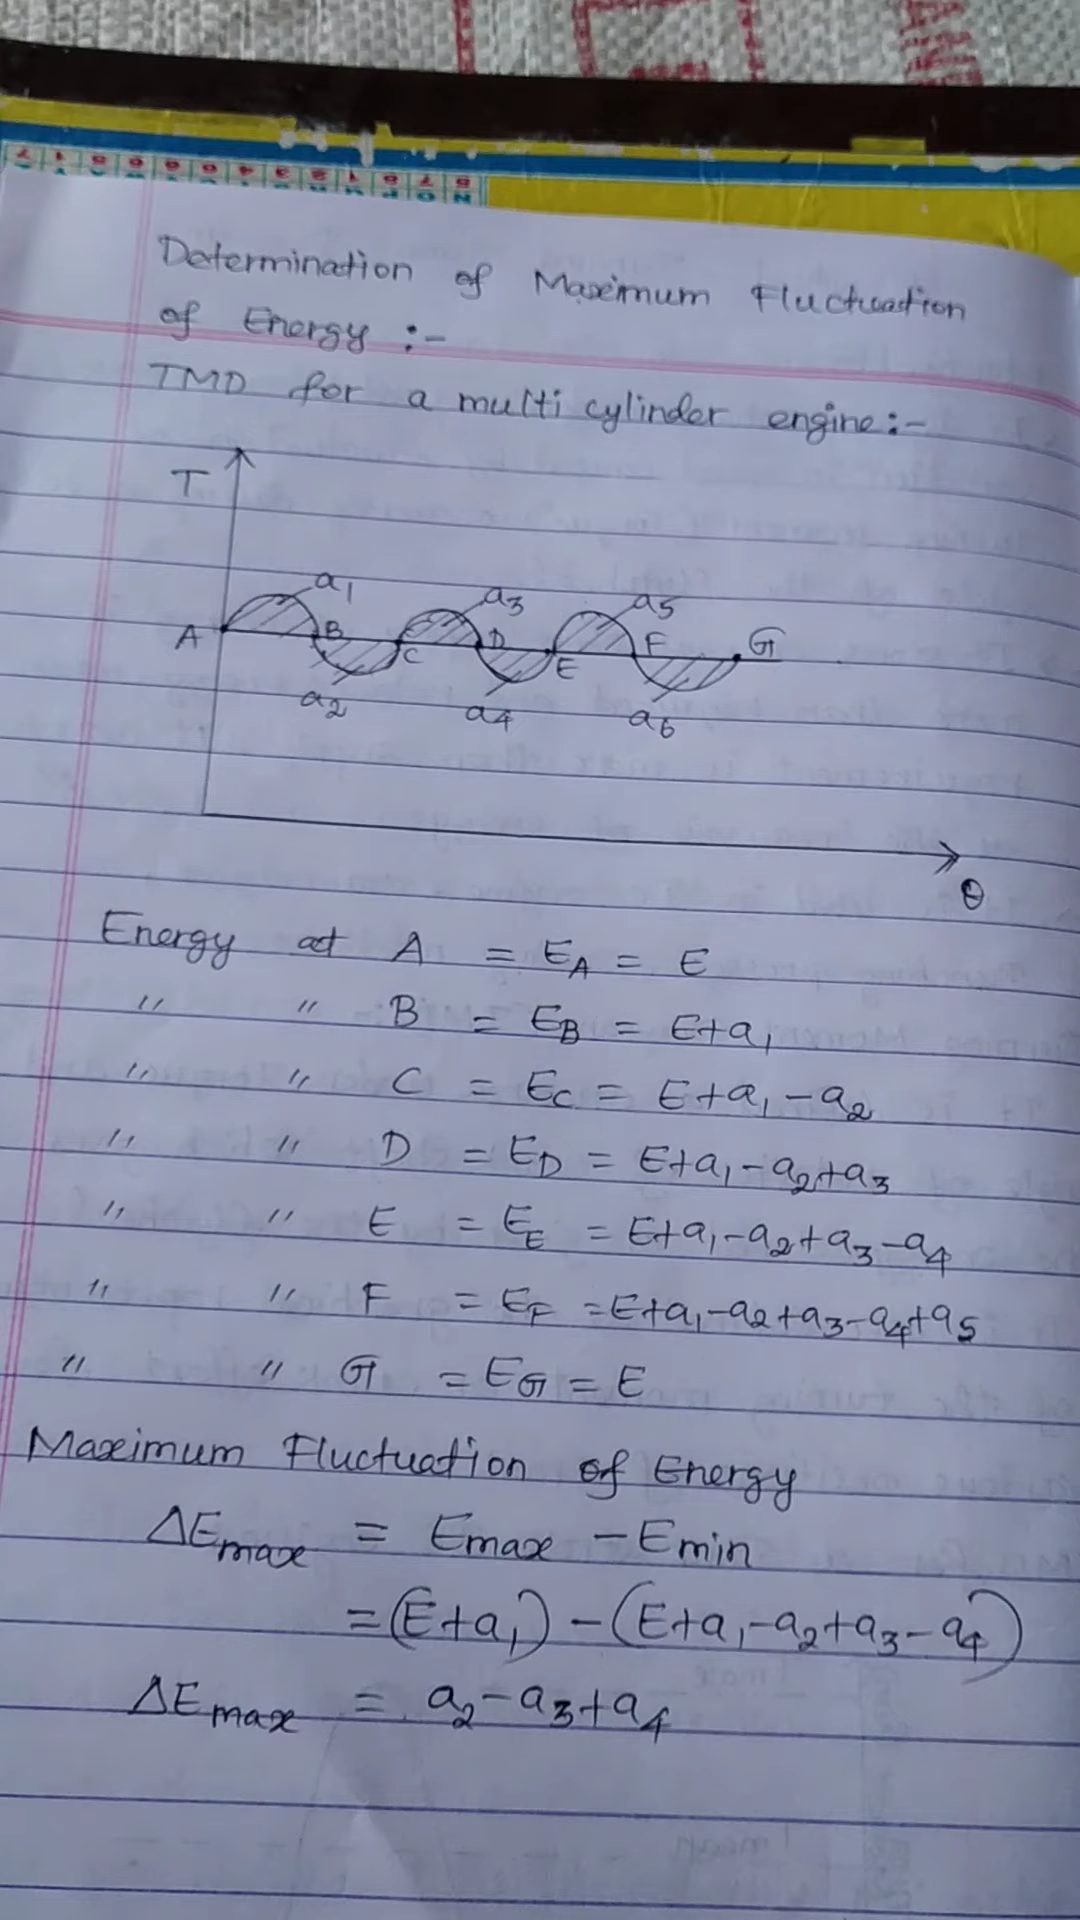 Determination of Maximum Fluctuation
of Energy :-
TMD for a multi cylinder engine:-
T
a1
a3
a5
A
B
C
D
E
F
G
a2
a4
a6
θ
Energy at A = EA = E
〃 〃 B = EB = E+a1
〃 〃 C = EC = E+a1-a2
〃 〃 D = ED = E+a1-a2+a3
〃 〃 E = EE = E+a1-a2+a3-a4
〃 〃 F = EF = E+a1-a2+a3-a4+a5
〃 〃 G = EG = E
Maximum Fluctuation of Energy
ΔEmax = Emax - Emin
=(E+a1)-(E+a1-a2+a3-a4)
ΔEmax = a2-a3+a4